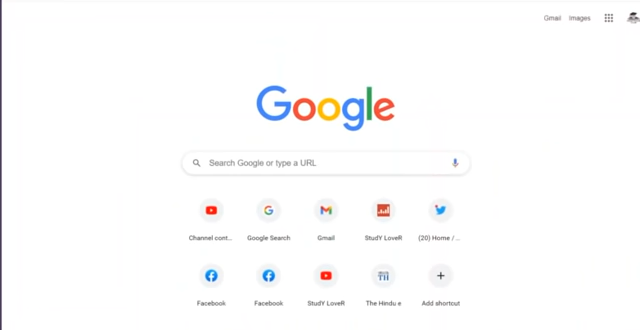 Gmail Images
Google
Search Google or type a URL
Channel cont... Google Search Gmail StudY LoveR (20) Home / ...
Facebook Facebook StudY LoveR The Hindu e Add shortcut